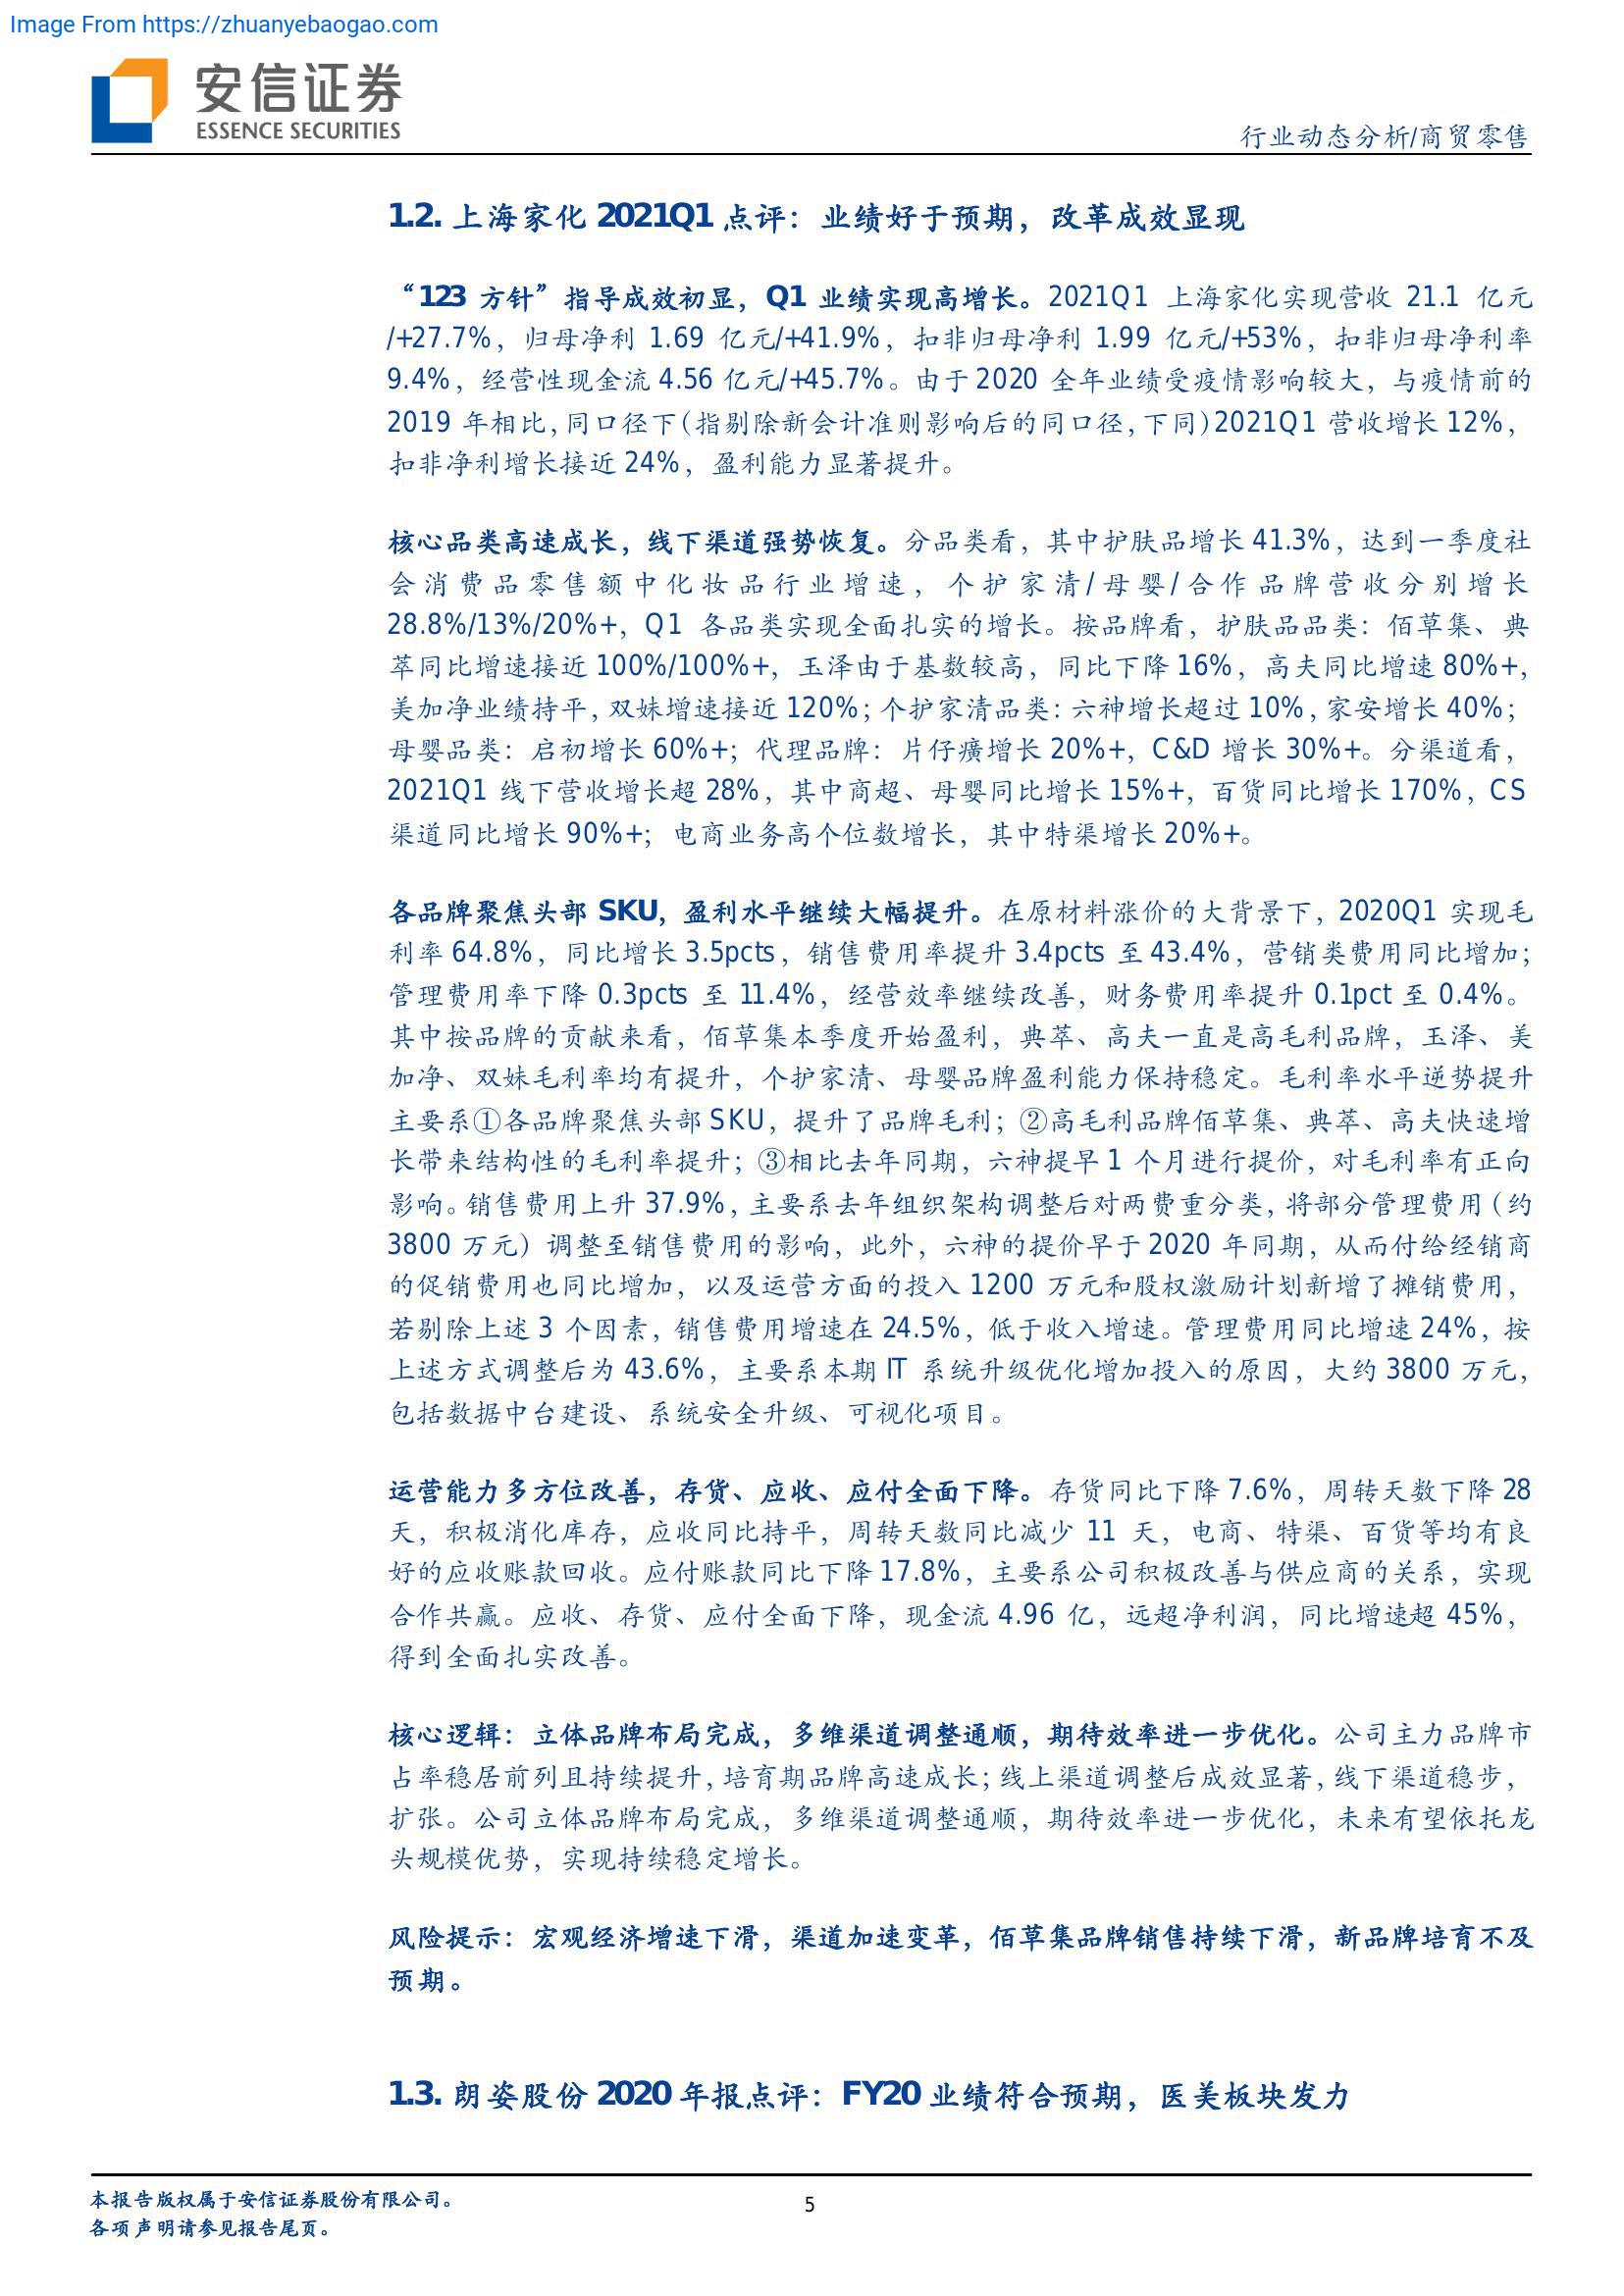 Image From https://zhuanyebaogao.com
安信证券
ESSENCE SECURITIES
行业动态分析/商贸零售
1.2. 上海家化 2021Q1 点评：业绩好于预期，改革成效显现
“123 方针”指导成效初显，Q1 业绩实现高增长。2021Q1 上海家化实现营收 21.1 亿元
/+27.7%，归母净利 1.69 亿元/+41.9%，扣非归母净利 1.99 亿元/+53%，扣非归母净利率
9.4%，经营性现金流 4.56 亿元/+45.7%。由于 2020 全年业绩受疫情影响较大，与疫情前的
2019 年相比，同口径下（指剔除新会计准则影响后的同口径，下同）2021Q1 营收增长 12%，
扣非净利增长接近 24%，盈利能力显著提升。
核心品类高速成长，线下渠道强势恢复。分品类看，其中护肤品增长 41.3%，达到一季度社
会消费品零售额中化妆品行业增速，个护家清/母婴/合作品牌营收分别增长
28.8%/13%/20%+，Q1 各品类实现全面扎实的增长。按品牌看，护肤品品类：佰草集、典
萃同比增速接近 100%/100%+，玉泽由于基数较高，同比下降 16%，高夫同比增速 80%+，
美加净业绩持平，双妹增速接近 120%；个护家清品类：六神增长超过 10%，家安增长 40%；
母婴品类：启初增长 60%+；代理品牌：片仔癀增长 20%+，C&D 增长 30%+。分渠道看，
2021Q1 线下营收增长超 28%，其中商超、母婴同比增长 15%+，百货同比增长 170%，CS
渠道同比增长 90%+；电商业务高个位数增长，其中特渠增长 20%+。
各品牌聚焦头部 SKU，盈利水平继续大幅提升。在原材料涨价的大背景下，2020Q1 实现毛
利率 64.8%，同比增长 3.5pcts，销售费用率提升 3.4pcts 至 43.4%，营销类费用同比增加；
管理费用率下降 0.3pcts 至 11.4%，经营效率继续改善，财务费用率提升 0.1pct 至 0.4%。
其中按品牌的贡献来看，佰草集本季度开始盈利，典萃、高夫一直是高毛利品牌，玉泽、美
加净、双妹毛利率均有提升，个护家清、母婴品牌盈利能力保持稳定。毛利率水平逆势提升
主要系①各品牌聚焦头部 SKU，提升了品牌毛利；②高毛利品牌佰草集、典萃、高夫快速增
长带来结构性的毛利率提升；③相比去年同期，六神提早 1 个月进行提价，对毛利率有正向
影响。销售费用上升 37.9%，主要系去年组织架构调整后对两费重分类，将部分管理费用（约
3800 万元）调整至销售费用的影响，此外，六神的提价早于 2020 年同期，从而付给经销商
的促销费用也同比增加，以及运营方面的投入 1200 万元和股权激励计划新增了摊销费用，
若剔除上述 3 个因素，销售费用增速在 24.5%，低于收入增速。管理费用同比增速 24%，按
上述方式调整后为 43.6%，主要系本期 IT 系统升级优化增加投入的原因，大约 3800 万元，
包括数据中台建设、系统安全升级、可视化项目。
运营能力多方位改善，存货、应收、应付全面下降。存货同比下降 7.6%，周转天数下降 28
天，积极消化库存，应收同比持平，周转天数同比减少 11 天，电商、特渠、百货等均有良
好的应收账款回收。应付账款同比下降 17.8%，主要系公司积极改善与供应商的关系，实现
合作共赢。应收、存货、应付全面下降，现金流 4.96 亿，远超净利润，同比增速超 45%，
得到全面扎实改善。
核心逻辑：立体品牌布局完成，多维渠道调整通顺，期待效率进一步优化。公司主力品牌市
占率稳居前列且持续提升，培育期品牌高速成长；线上渠道调整后成效显著，线下渠道稳步，
扩张。公司立体品牌布局完成，多维渠道调整通顺，期待效率进一步优化，未来有望依托龙
头规模优势，实现持续稳定增长。
风险提示：宏观经济增速下滑，渠道加速变革，佰草集品牌销售持续下滑，新品牌培育不及
预期。
1.3. 朗姿股份 2020 年报点评：FY20 业绩符合预期，医美板块发力
本报告版权属于安信证券股份有限公司。
各项声明请参见报告尾页。
5